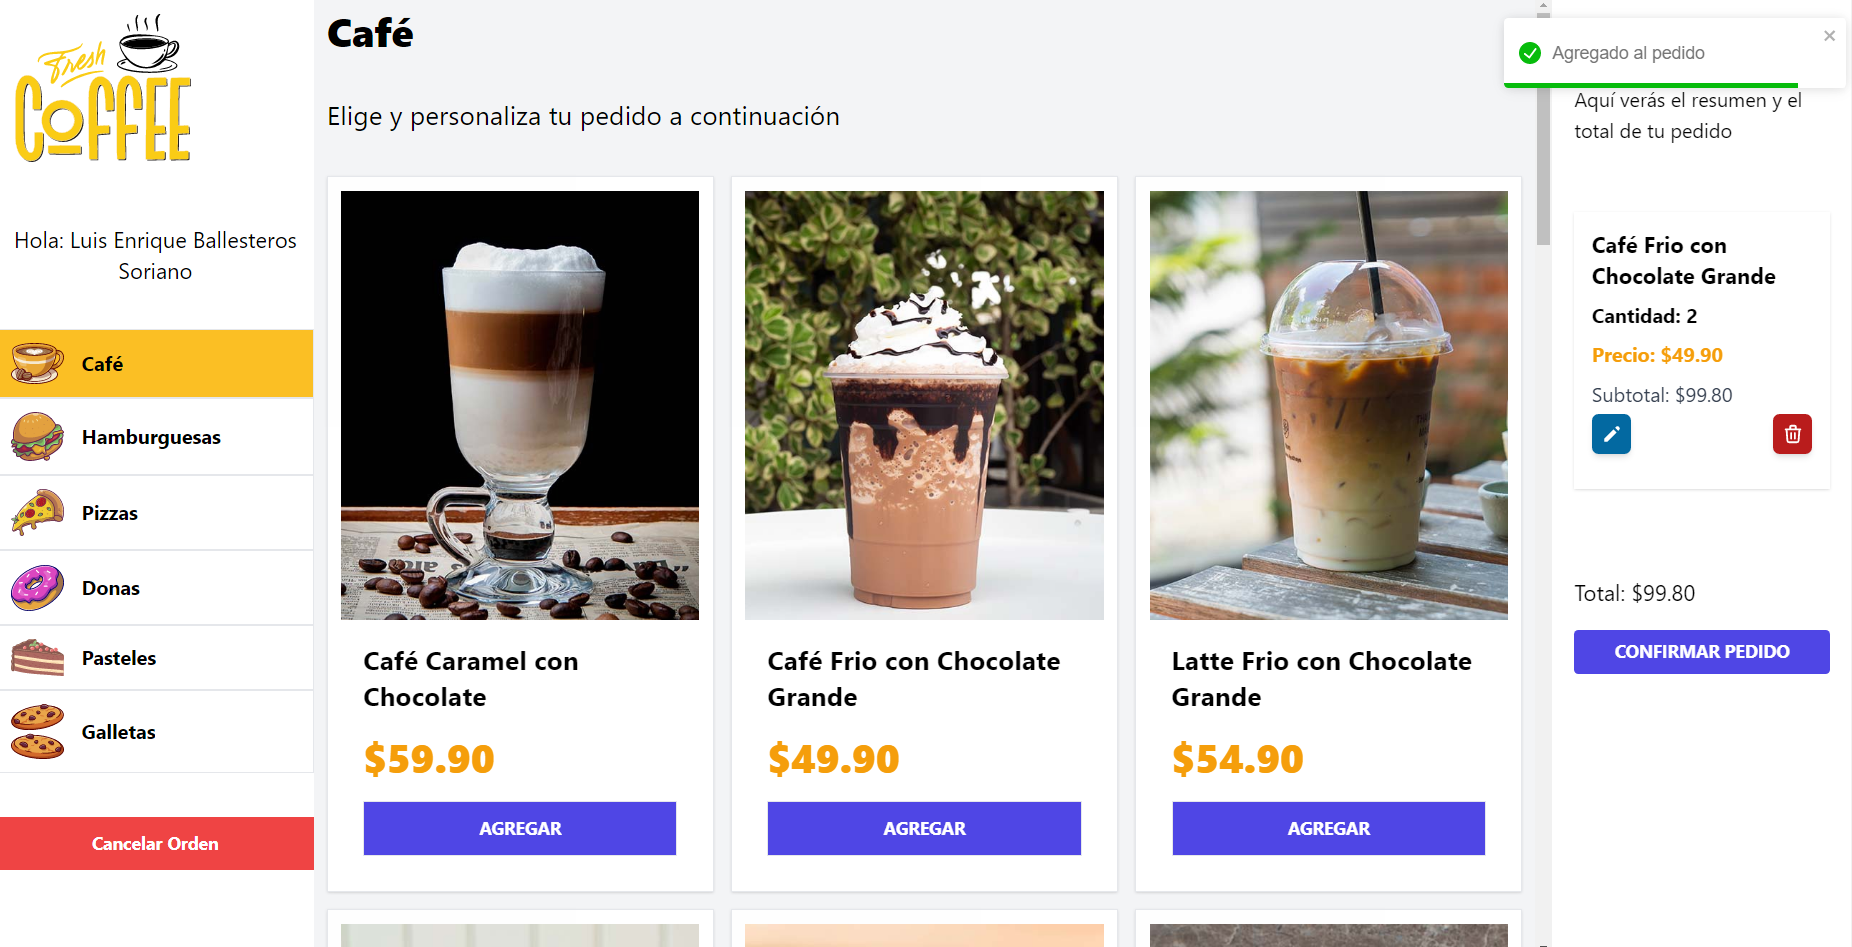 Fresh
COFFEE
Hola: Luis Enrique Ballesteros
Soriano
Café
Hamburguesas
Pizzas
Donas
Pasteles
Galletas
Cancelar Orden
Café
Elige y personaliza tu pedido a continuación
Café Caramel con
Chocolate
$59.90
AGREGAR
Café Frio con Chocolate
Grande
$49.90
AGREGAR
Latte Frio con Chocolate
Grande
$54.90
AGREGAR
Agregado al pedido
Aquí verás el resumen y el
total de tu pedido
Café Frio con
Chocolate Grande
Cantidad: 2
Precio: $49.90
Subtotal: $99.80
Total: $99.80
CONFIRMAR PEDIDO